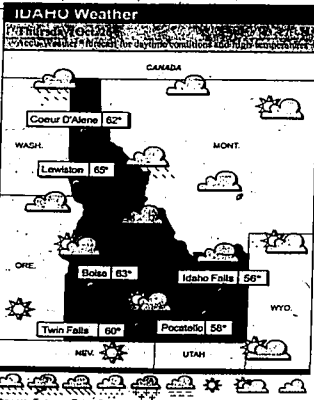 IDAHO Weather
Thursday, Oct.
AccuWeather® forecast for daytime conditions and high temperatures
CANADA
Coeur D'Alene 62°
WASH.
MONT.
Lewiston 65°
ORE.
Boise 63°
Idaho Falls 56°
WYO.
Twin Falls 60°
Pocatello 58°
NEV.
UTAH